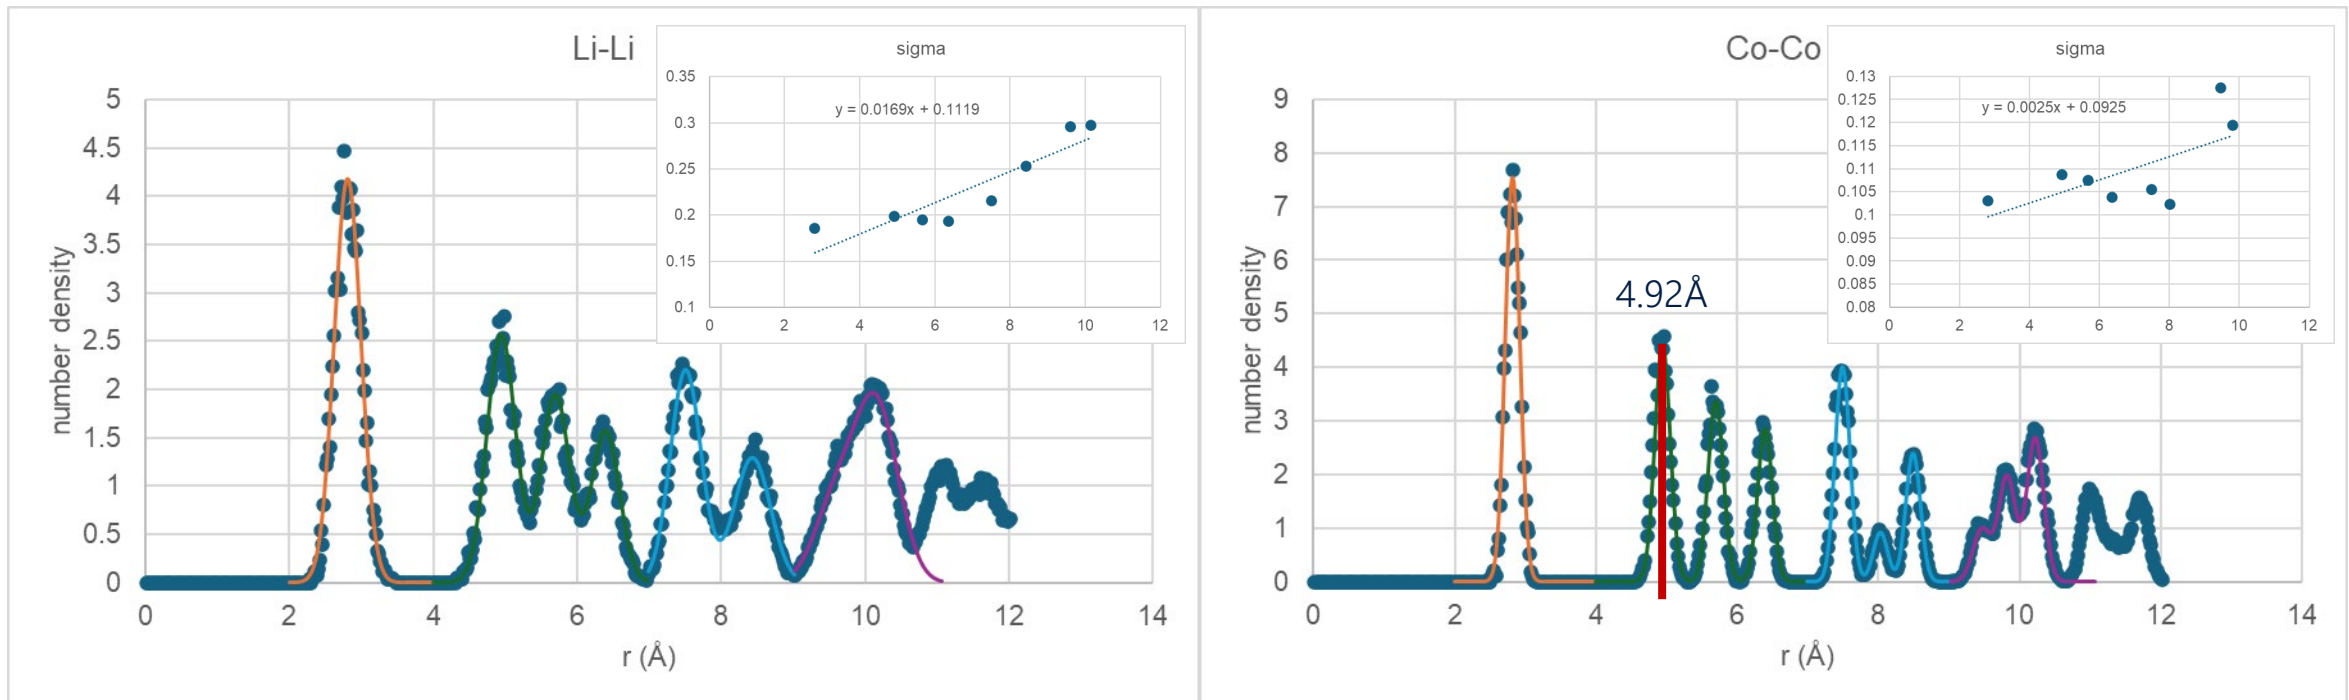 Li-Li
sigma
0.35
0.3
0.25
0.2
0.15
0.1
y = 0.0169x + 0.1119
0 2 4 6 8 10 12
5
4.5
4
3.5
3
2.5
2
1.5
1
0.5
0
number density
0 2 4 6 8 10 12 14
r (Å)
Co-Co
sigma
0.13
0.125
0.12
0.115
0.11
0.105
0.1
0.095
0.09
0.085
0.08
y = 0.0025x + 0.0925
0 2 4 6 8 10 12
9
8
7
6
5
4
3
2
1
0
number density
4.92Å
0 2 4 6 8 10 12 14
r (Å)